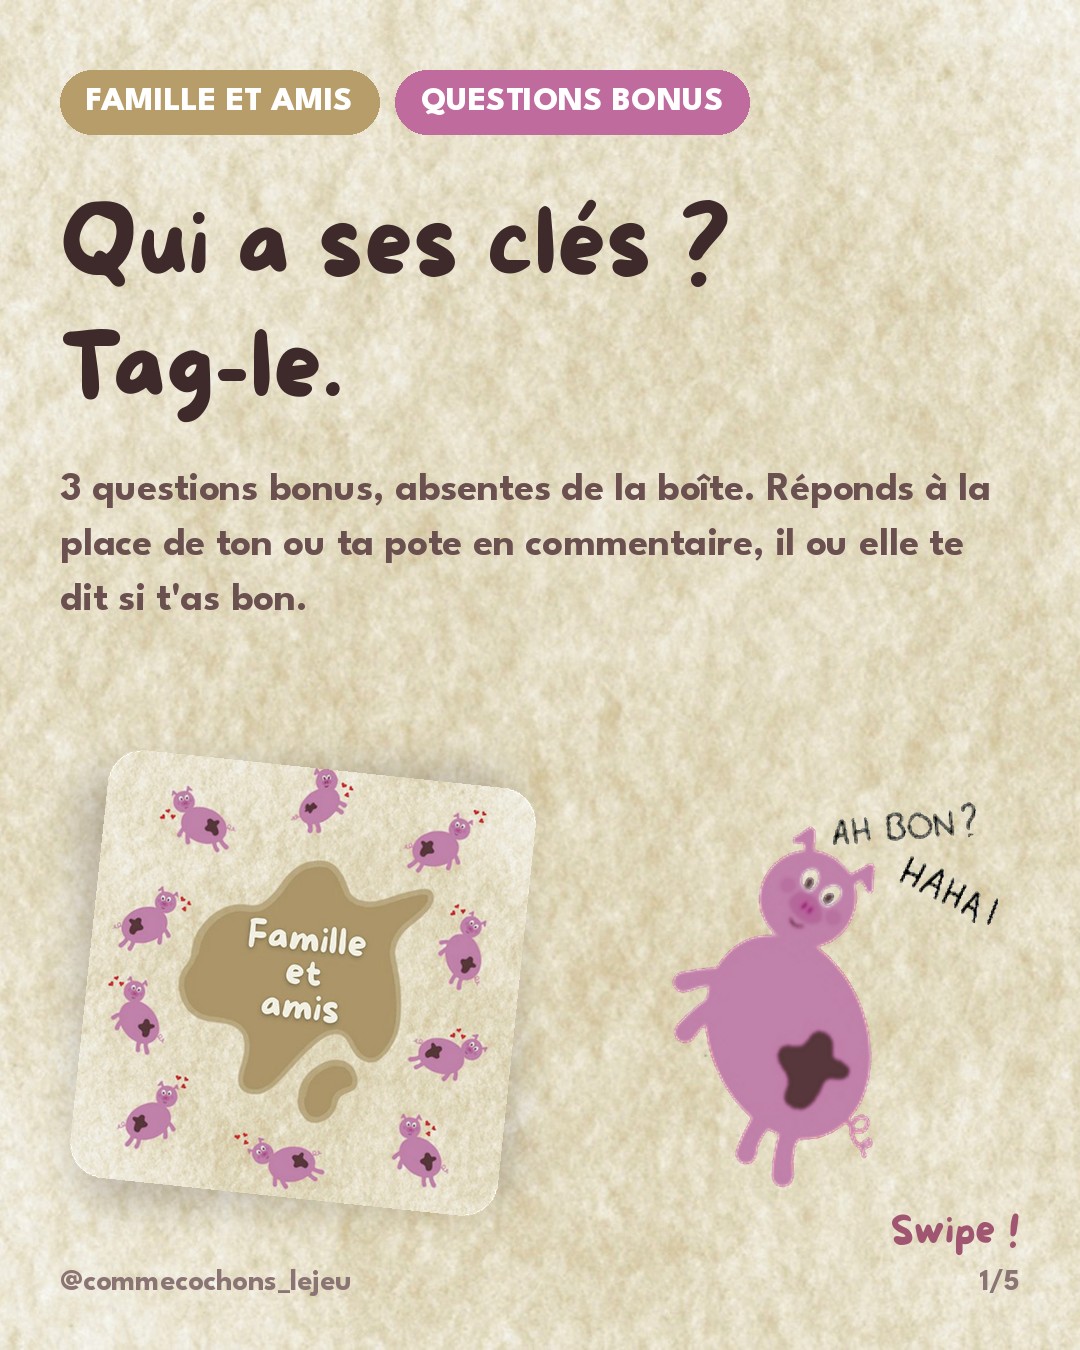 FAMILLE ET AMIS
QUESTIONS BONUS
Qui a ses clés ?
Tag-le.
3 questions bonus, absentes de la boîte. Réponds à la
place de ton ou ta pote en commentaire, il ou elle te
dit si t'as bon.
Famille
et
amis
AH BON?
HAHA!
Swipe !
@commecochons_lejeu
1/5